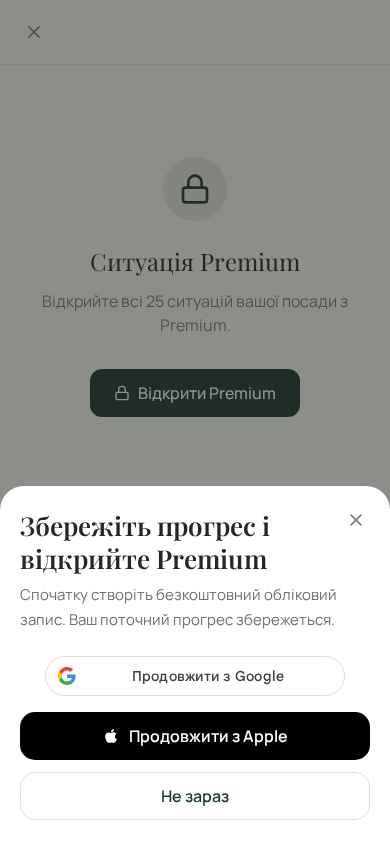 Ситуація Premium
Відкрийте всі 25 ситуацій вашої посади з
Premium.
Відкрити Premium
Збережіть прогрес і
відкрийте Premium
Спочатку створіть безкоштовний обліковий
запис. Ваш поточний прогрес збережеться.
Продовжити з Google
Продовжити з Apple
Не зараз